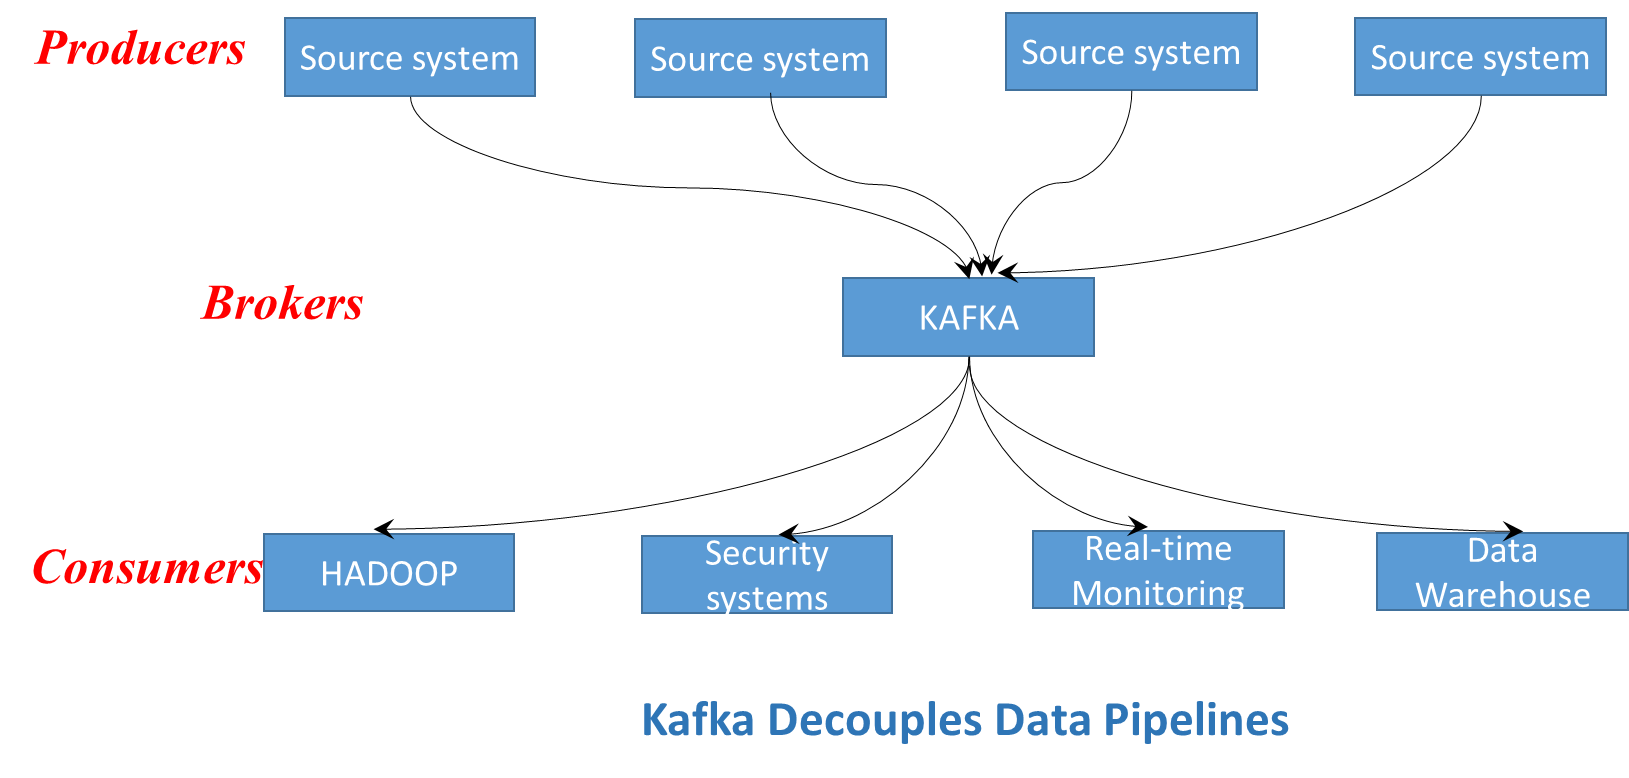 Producers
Source system
Source system
Source system
Source system
Brokers
KAFKA
Consumers
HADOOP
Security
systems
Real-time
Monitoring
Data
Warehouse
Kafka Decouples Data Pipelines